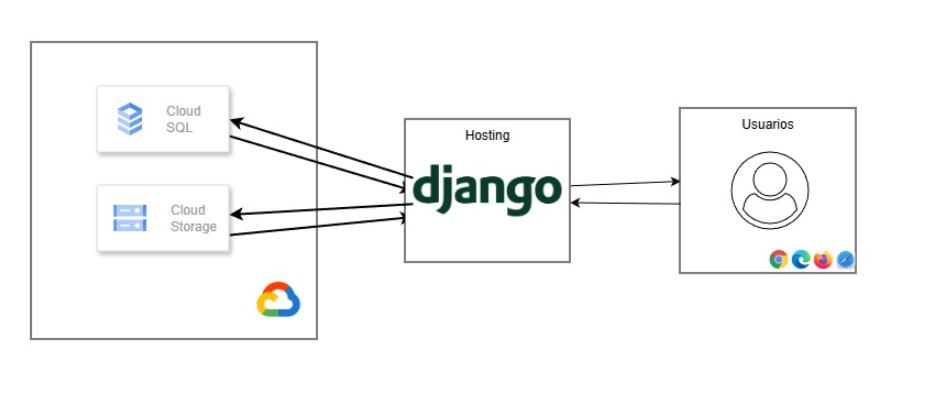 Cloud
SQL
Cloud
Storage
Hosting
django
Usuarios